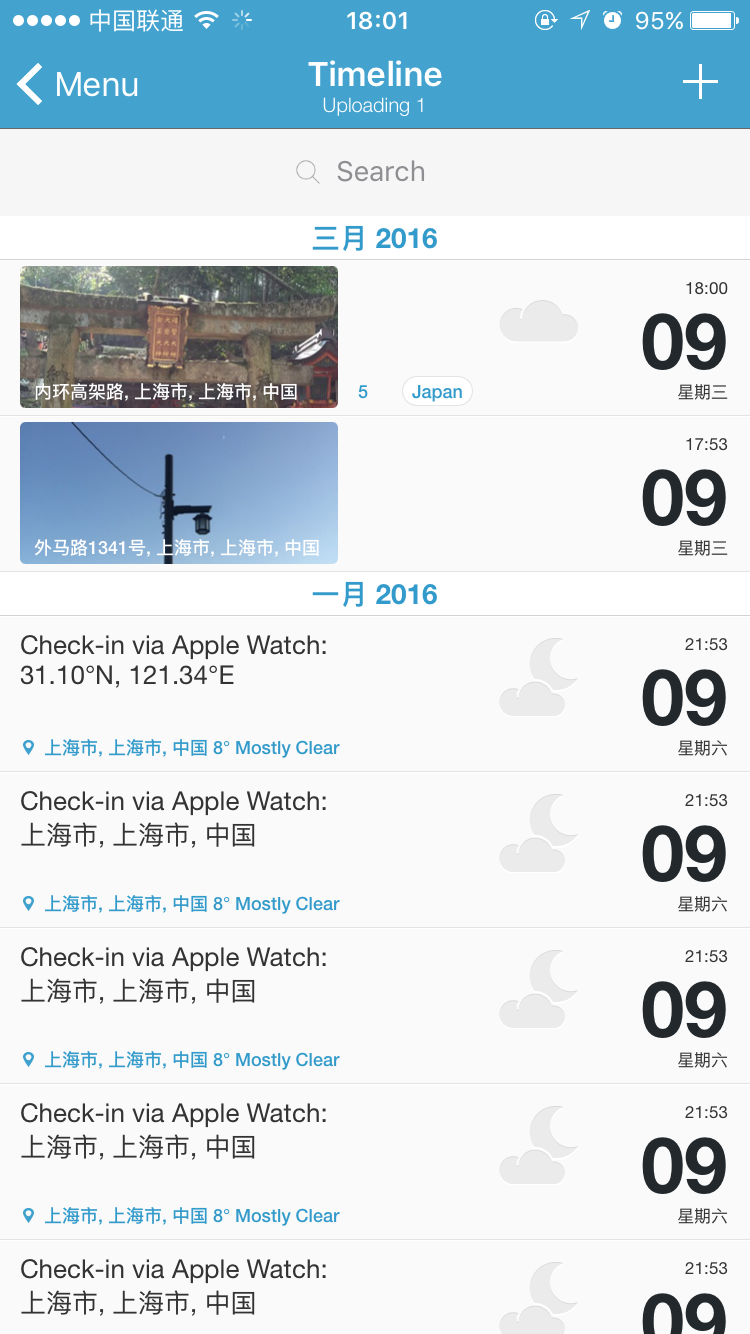 中国联通 18:01 95%
Menu
Timeline
Uploading 1
Search
三月 2016
18:00
09
内环高架路, 上海市, 上海市, 中国
5 Japan
星期三
17:53
09
外马路1341号, 上海市, 上海市, 中国
星期三
一月 2016
Check-in via Apple Watch:
31.10°N, 121.34°E
21:53
09
上海市, 上海市, 中国 8° Mostly Clear
星期六
Check-in via Apple Watch:
上海市, 上海市, 中国
21:53
09
上海市, 上海市, 中国 8° Mostly Clear
星期六
Check-in via Apple Watch:
上海市, 上海市, 中国
21:53
09
上海市, 上海市, 中国 8° Mostly Clear
星期六
Check-in via Apple Watch:
上海市, 上海市, 中国
21:53
09
上海市, 上海市, 中国 8° Mostly Clear
星期六
Check-in via Apple Watch:
上海市, 上海市, 中国
21:53
09